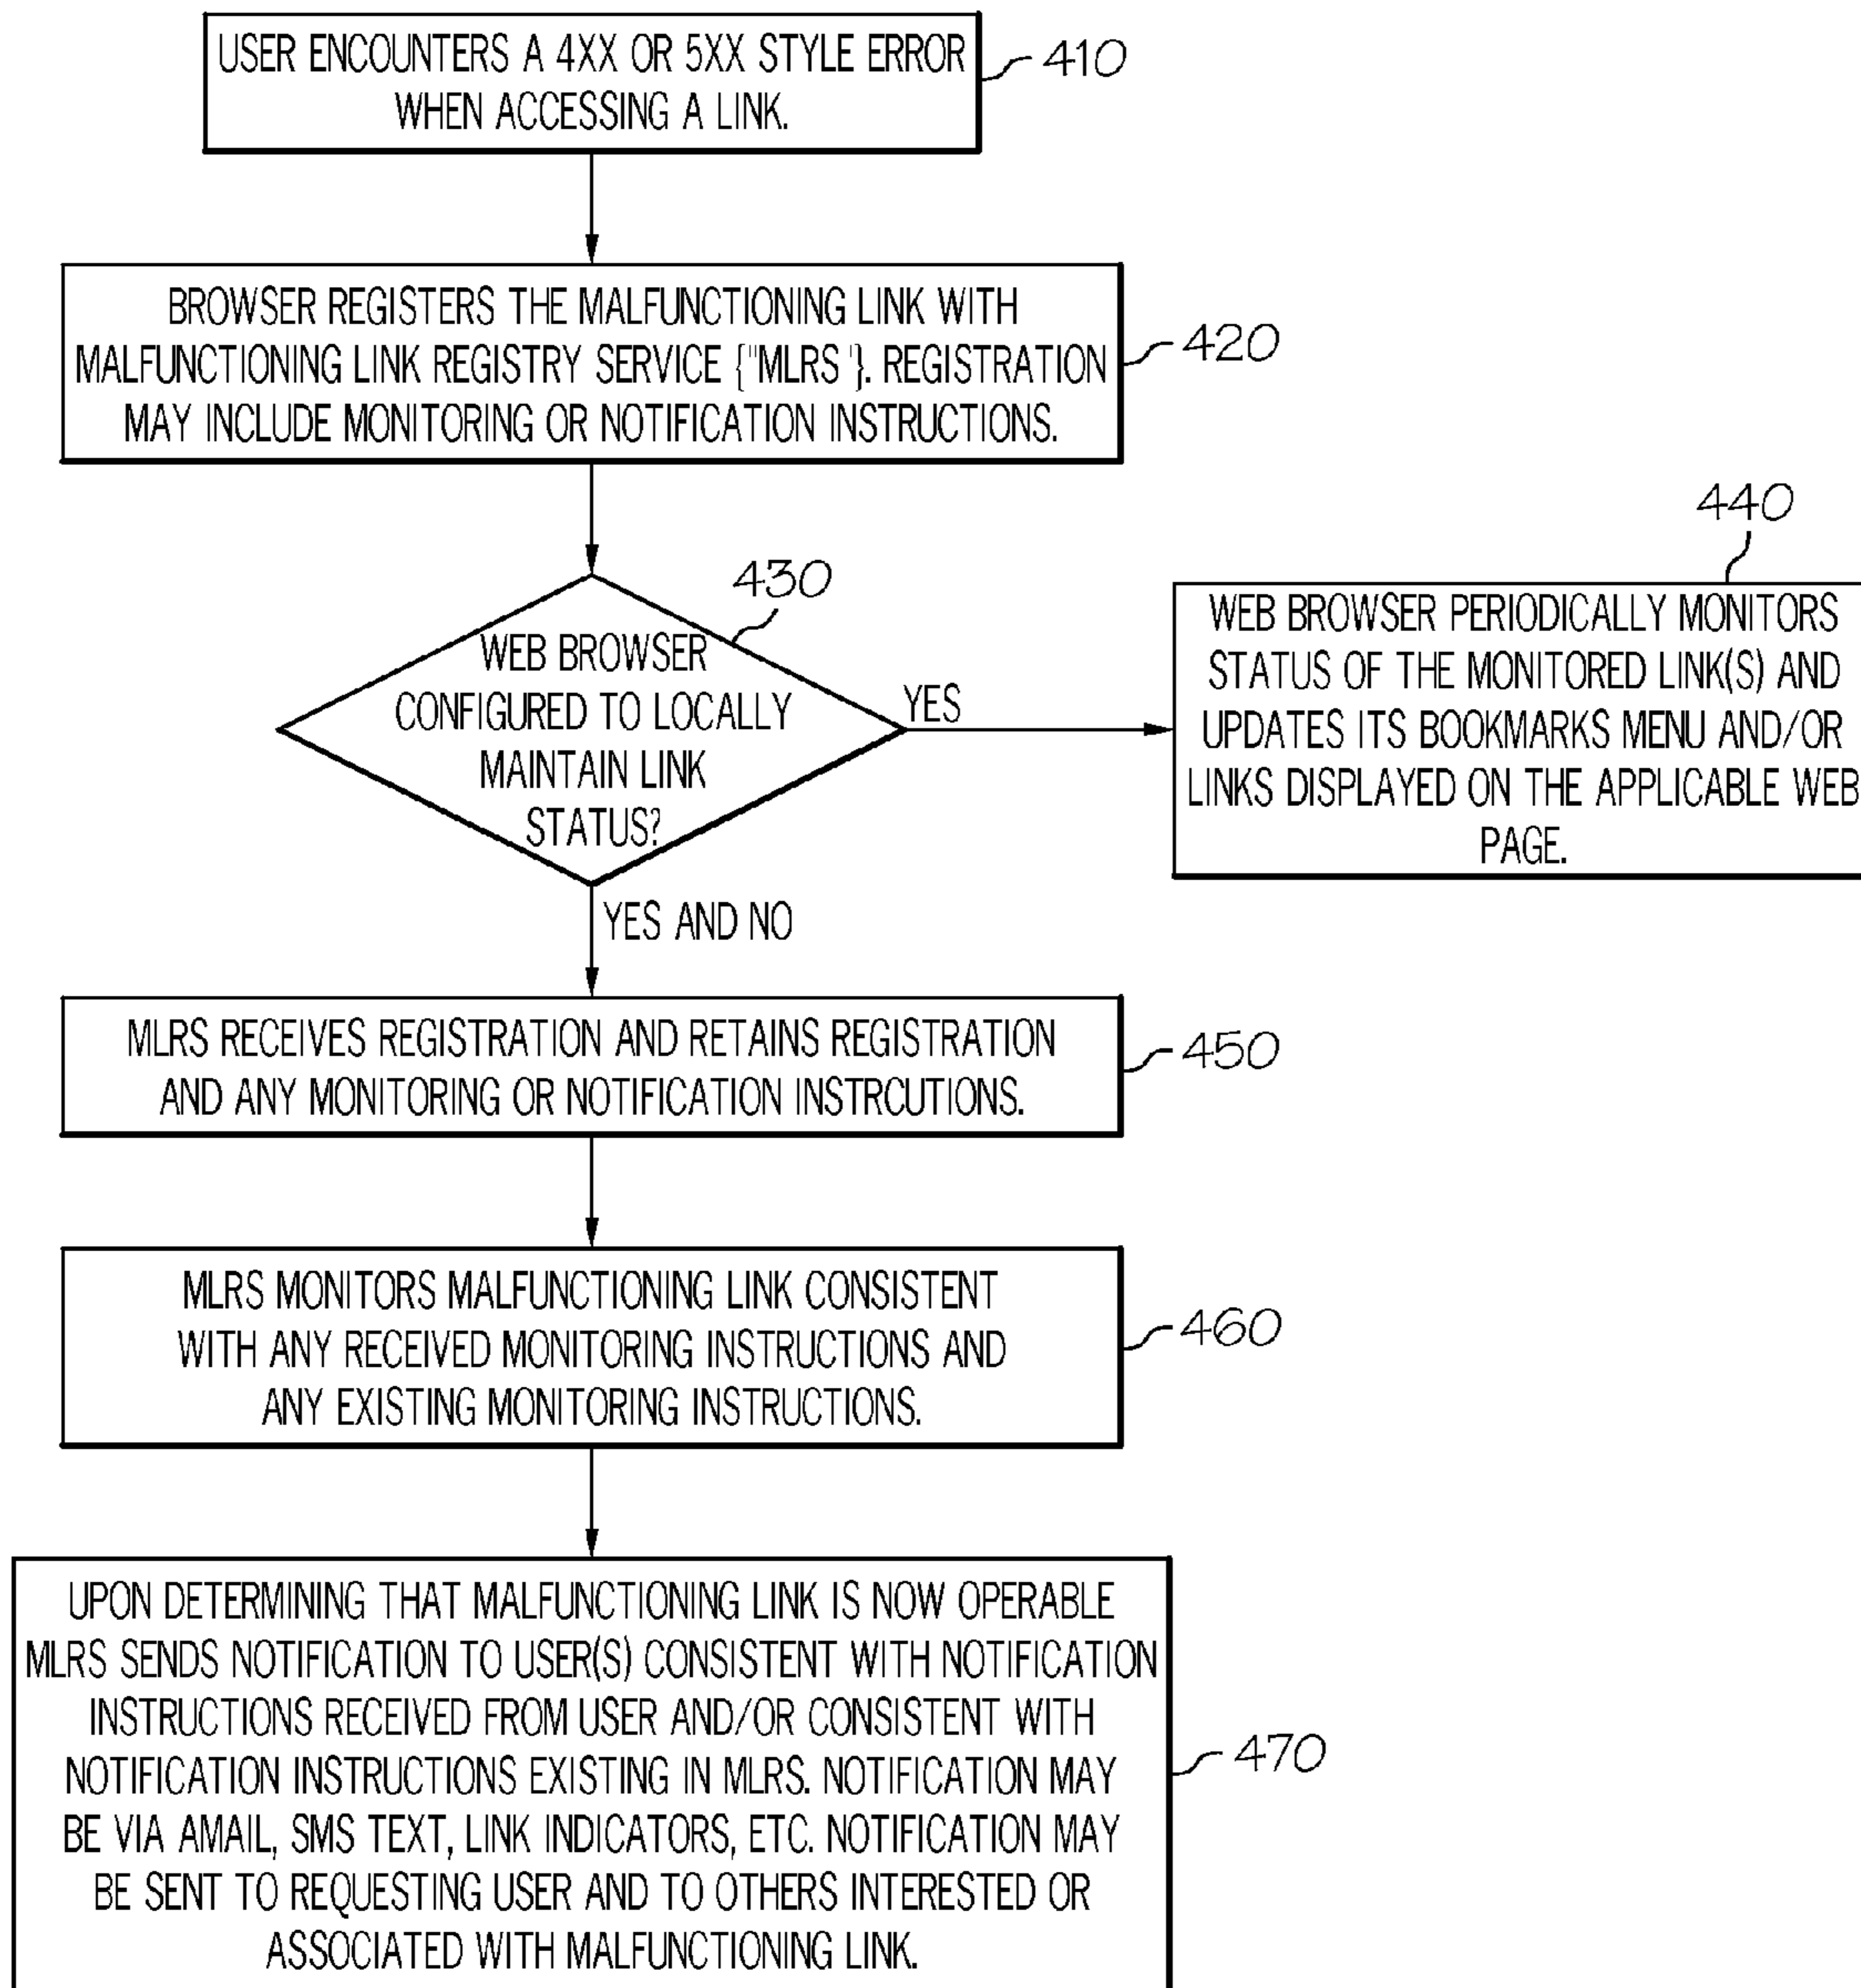 USER ENCOUNTERS A 4XX OR 5XX STYLE ERROR
WHEN ACCESSING A LINK.
410
BROWSER REGISTERS THE MALFUNCTIONING LINK WITH
MALFUNCTIONING LINK REGISTRY SERVICE {"MLRS'}. REGISTRATION
MAY INCLUDE MONITORING OR NOTIFICATION INSTRUCTIONS.
420
430
WEB BROWSER
CONFIGURED TO LOCALLY
MAINTAIN LINK
STATUS?
YES
440
WEB BROWSER PERIODICALLY MONITORS
STATUS OF THE MONITORED LINK(S) AND
UPDATES ITS BOOKMARKS MENU AND/OR
LINKS DISPLAYED ON THE APPLICABLE WEB
PAGE.
YES AND NO
MLRS RECEIVES REGISTRATION AND RETAINS REGISTRATION
AND ANY MONITORING OR NOTIFICATION INSTRCUTIONS.
450
MLRS MONITORS MALFUNCTIONING LINK CONSISTENT
WITH ANY RECEIVED MONITORING INSTRUCTIONS AND
ANY EXISTING MONITORING INSTRUCTIONS.
460
UPON DETERMINING THAT MALFUNCTIONING LINK IS NOW OPERABLE
MLRS SENDS NOTIFICATION TO USER(S) CONSISTENT WITH NOTIFICATION
INSTRUCTIONS RECEIVED FROM USER AND/OR CONSISTENT WITH
NOTIFICATION INSTRUCTIONS EXISTING IN MLRS. NOTIFICATION MAY
BE VIA AMAIL, SMS TEXT, LINK INDICATORS, ETC. NOTIFICATION MAY
BE SENT TO REQUESTING USER AND TO OTHERS INTERESTED OR
ASSOCIATED WITH MALFUNCTIONING LINK.
470